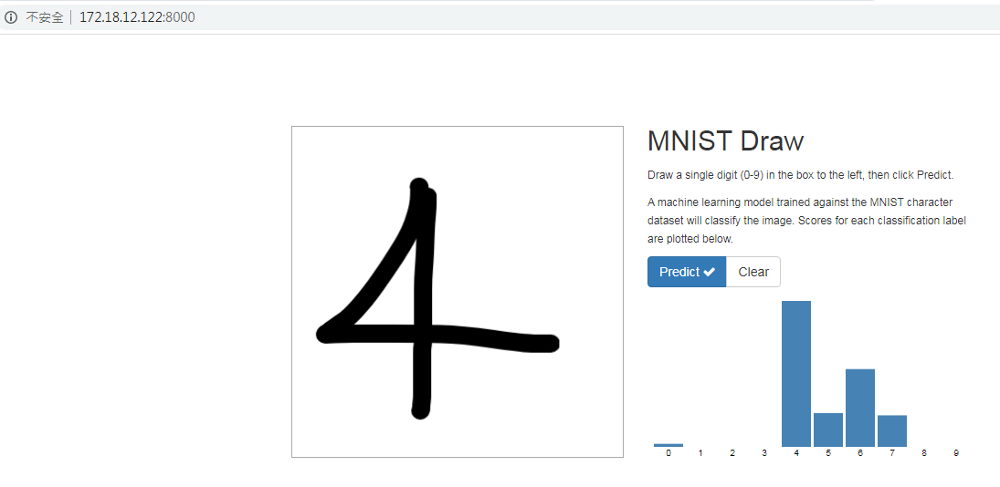 不安全 172.18.12.122:8000
4
MNIST Draw
Draw a single digit (0-9) in the box to the left, then click Predict.
A machine learning model trained against the MNIST character
dataset will classify the image. Scores for each classification label
are plotted below.
Predict Clear
0 1 2 3 4 5 6 7 8 9